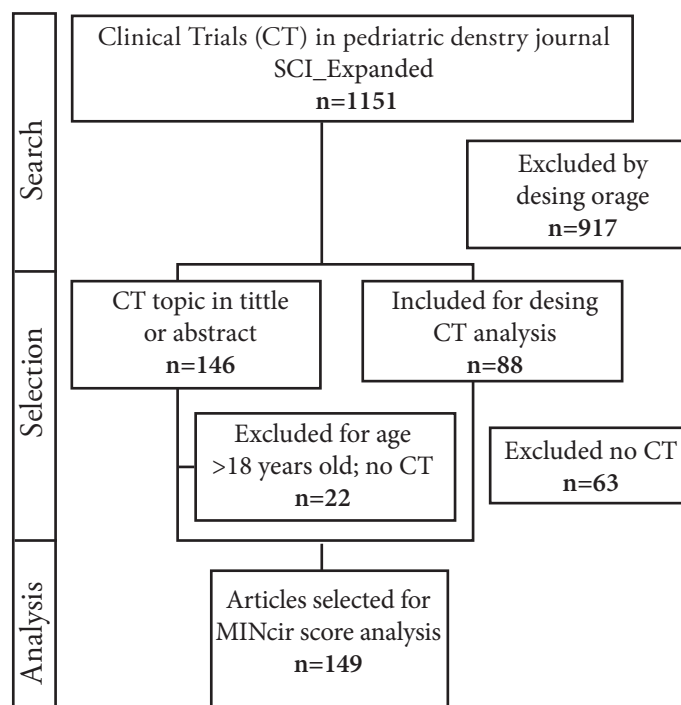 Search
Clinical Trials (CT) in pedriatric denstry journal
SCI_Expanded
n=1151
Excluded by
desing orage
n=917
Selection
CT topic in tittle
or abstract
n=146
Included for desing
CT analysis
n=88
Excluded for age
>18 years old; no CT
n=22
Excluded no CT
n=63
Analysis
Articles selected for
MINcir score analysis
n=149